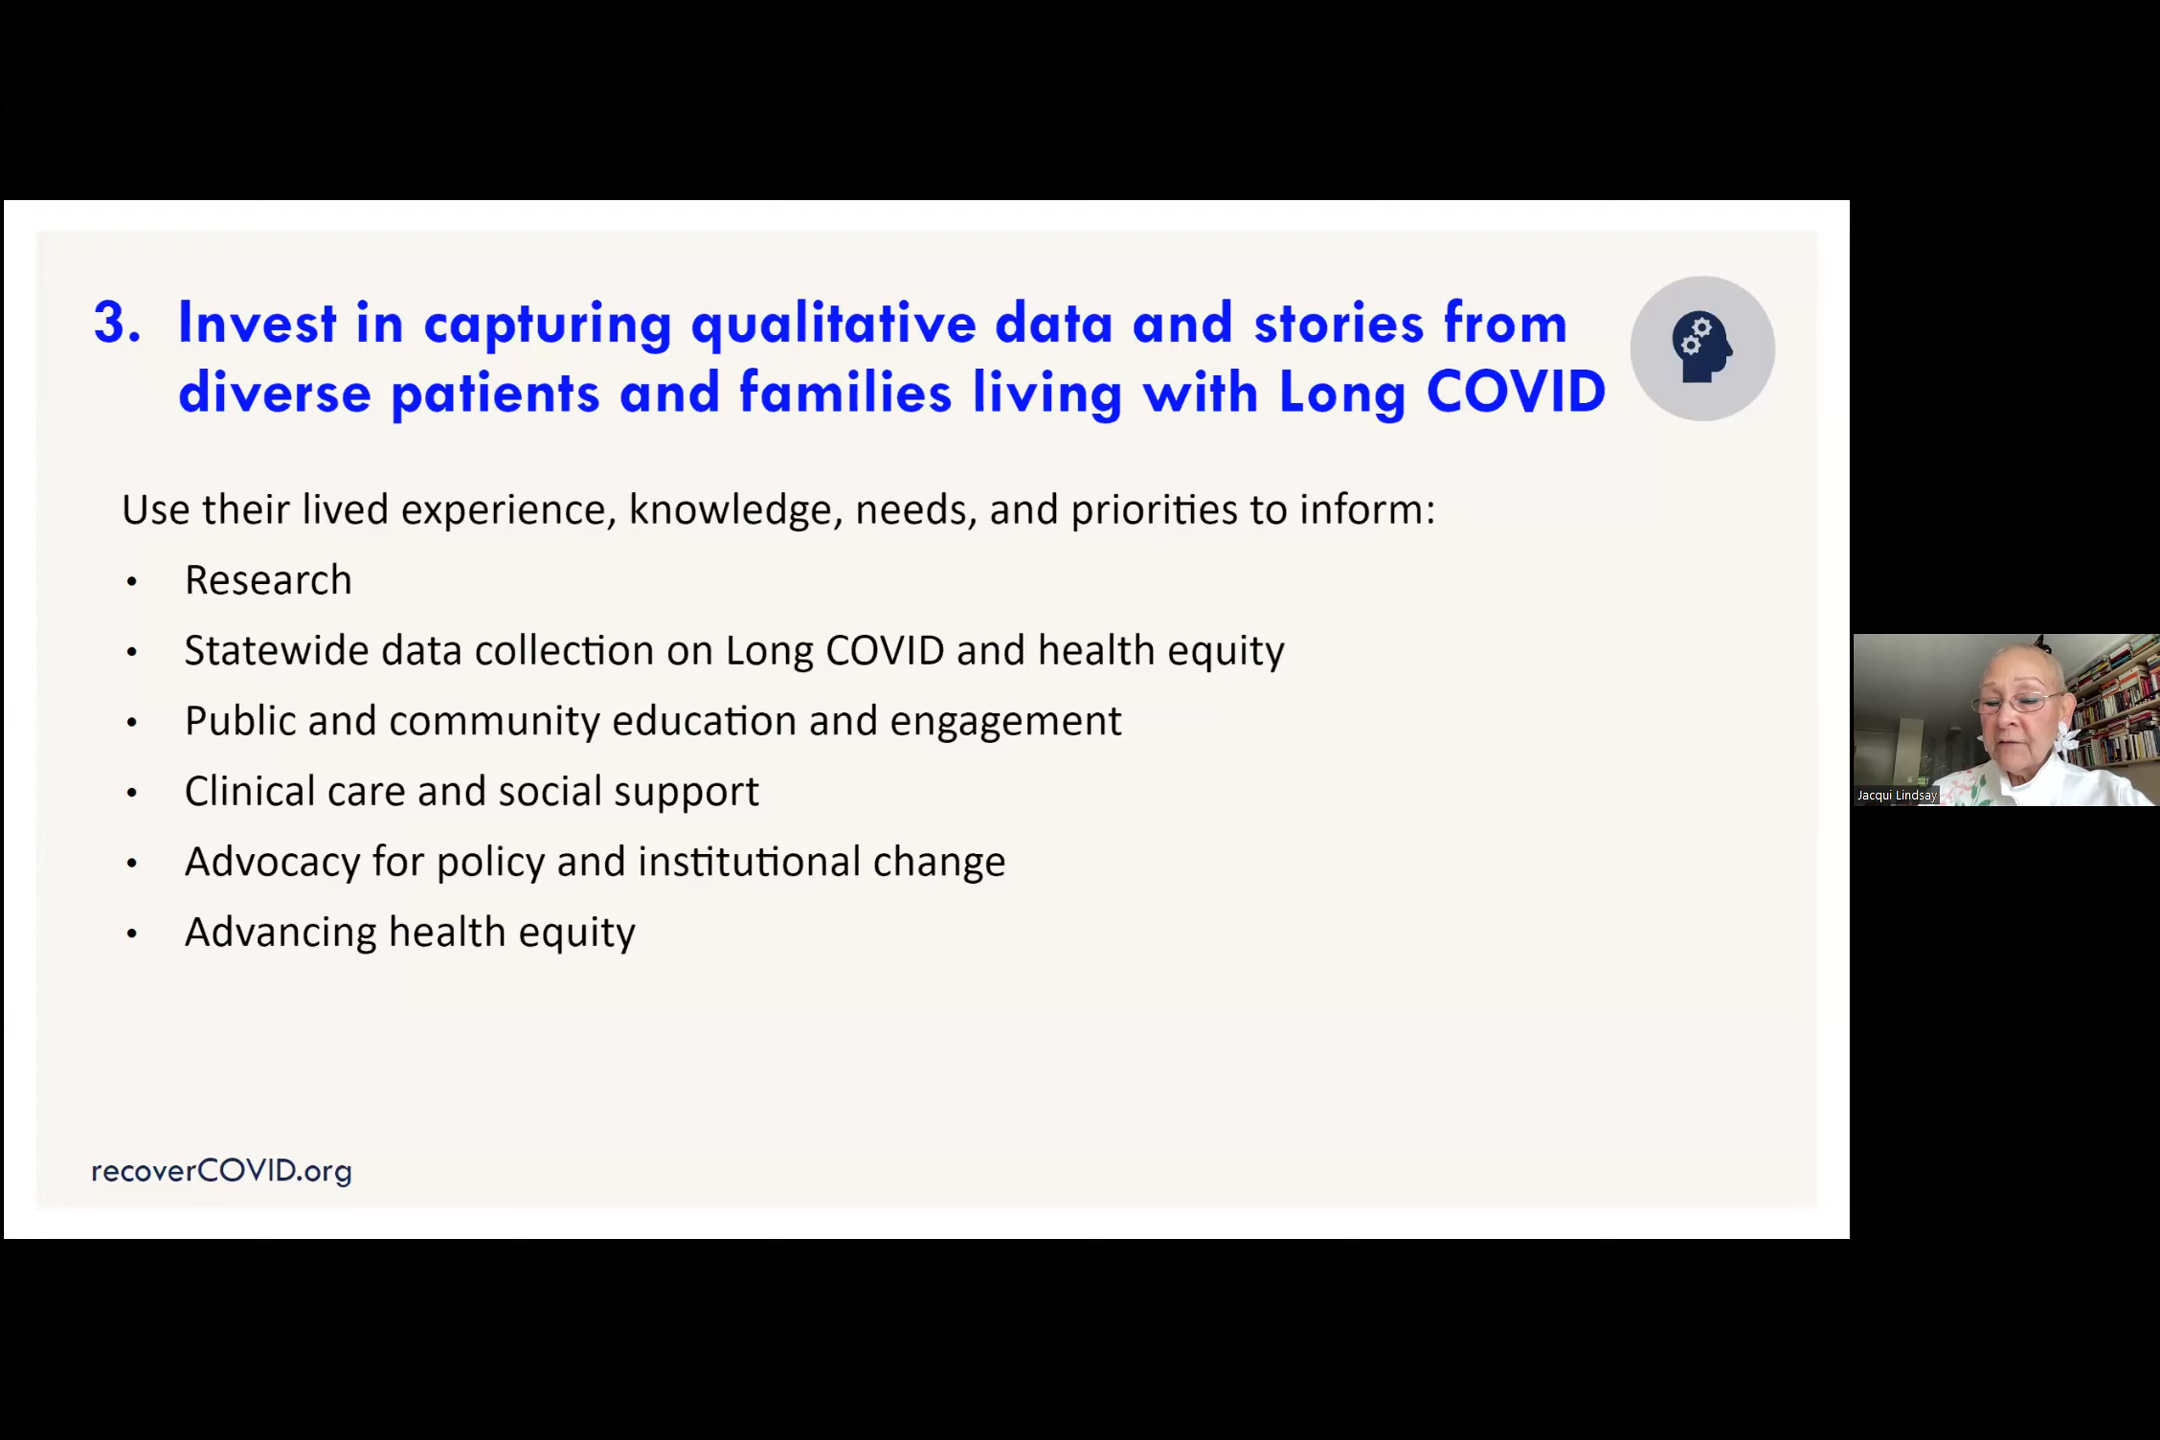 3. Invest in capturing qualitative data and stories from
diverse patients and families living with Long COVID
Use their lived experience, knowledge, needs, and priorities to inform:
• Research
• Statewide data collection on Long COVID and health equity
• Public and community education and engagement
• Clinical care and social support
• Advocacy for policy and institutional change
• Advancing health equity
recoverCOVID.org
Jacqui Lindsay